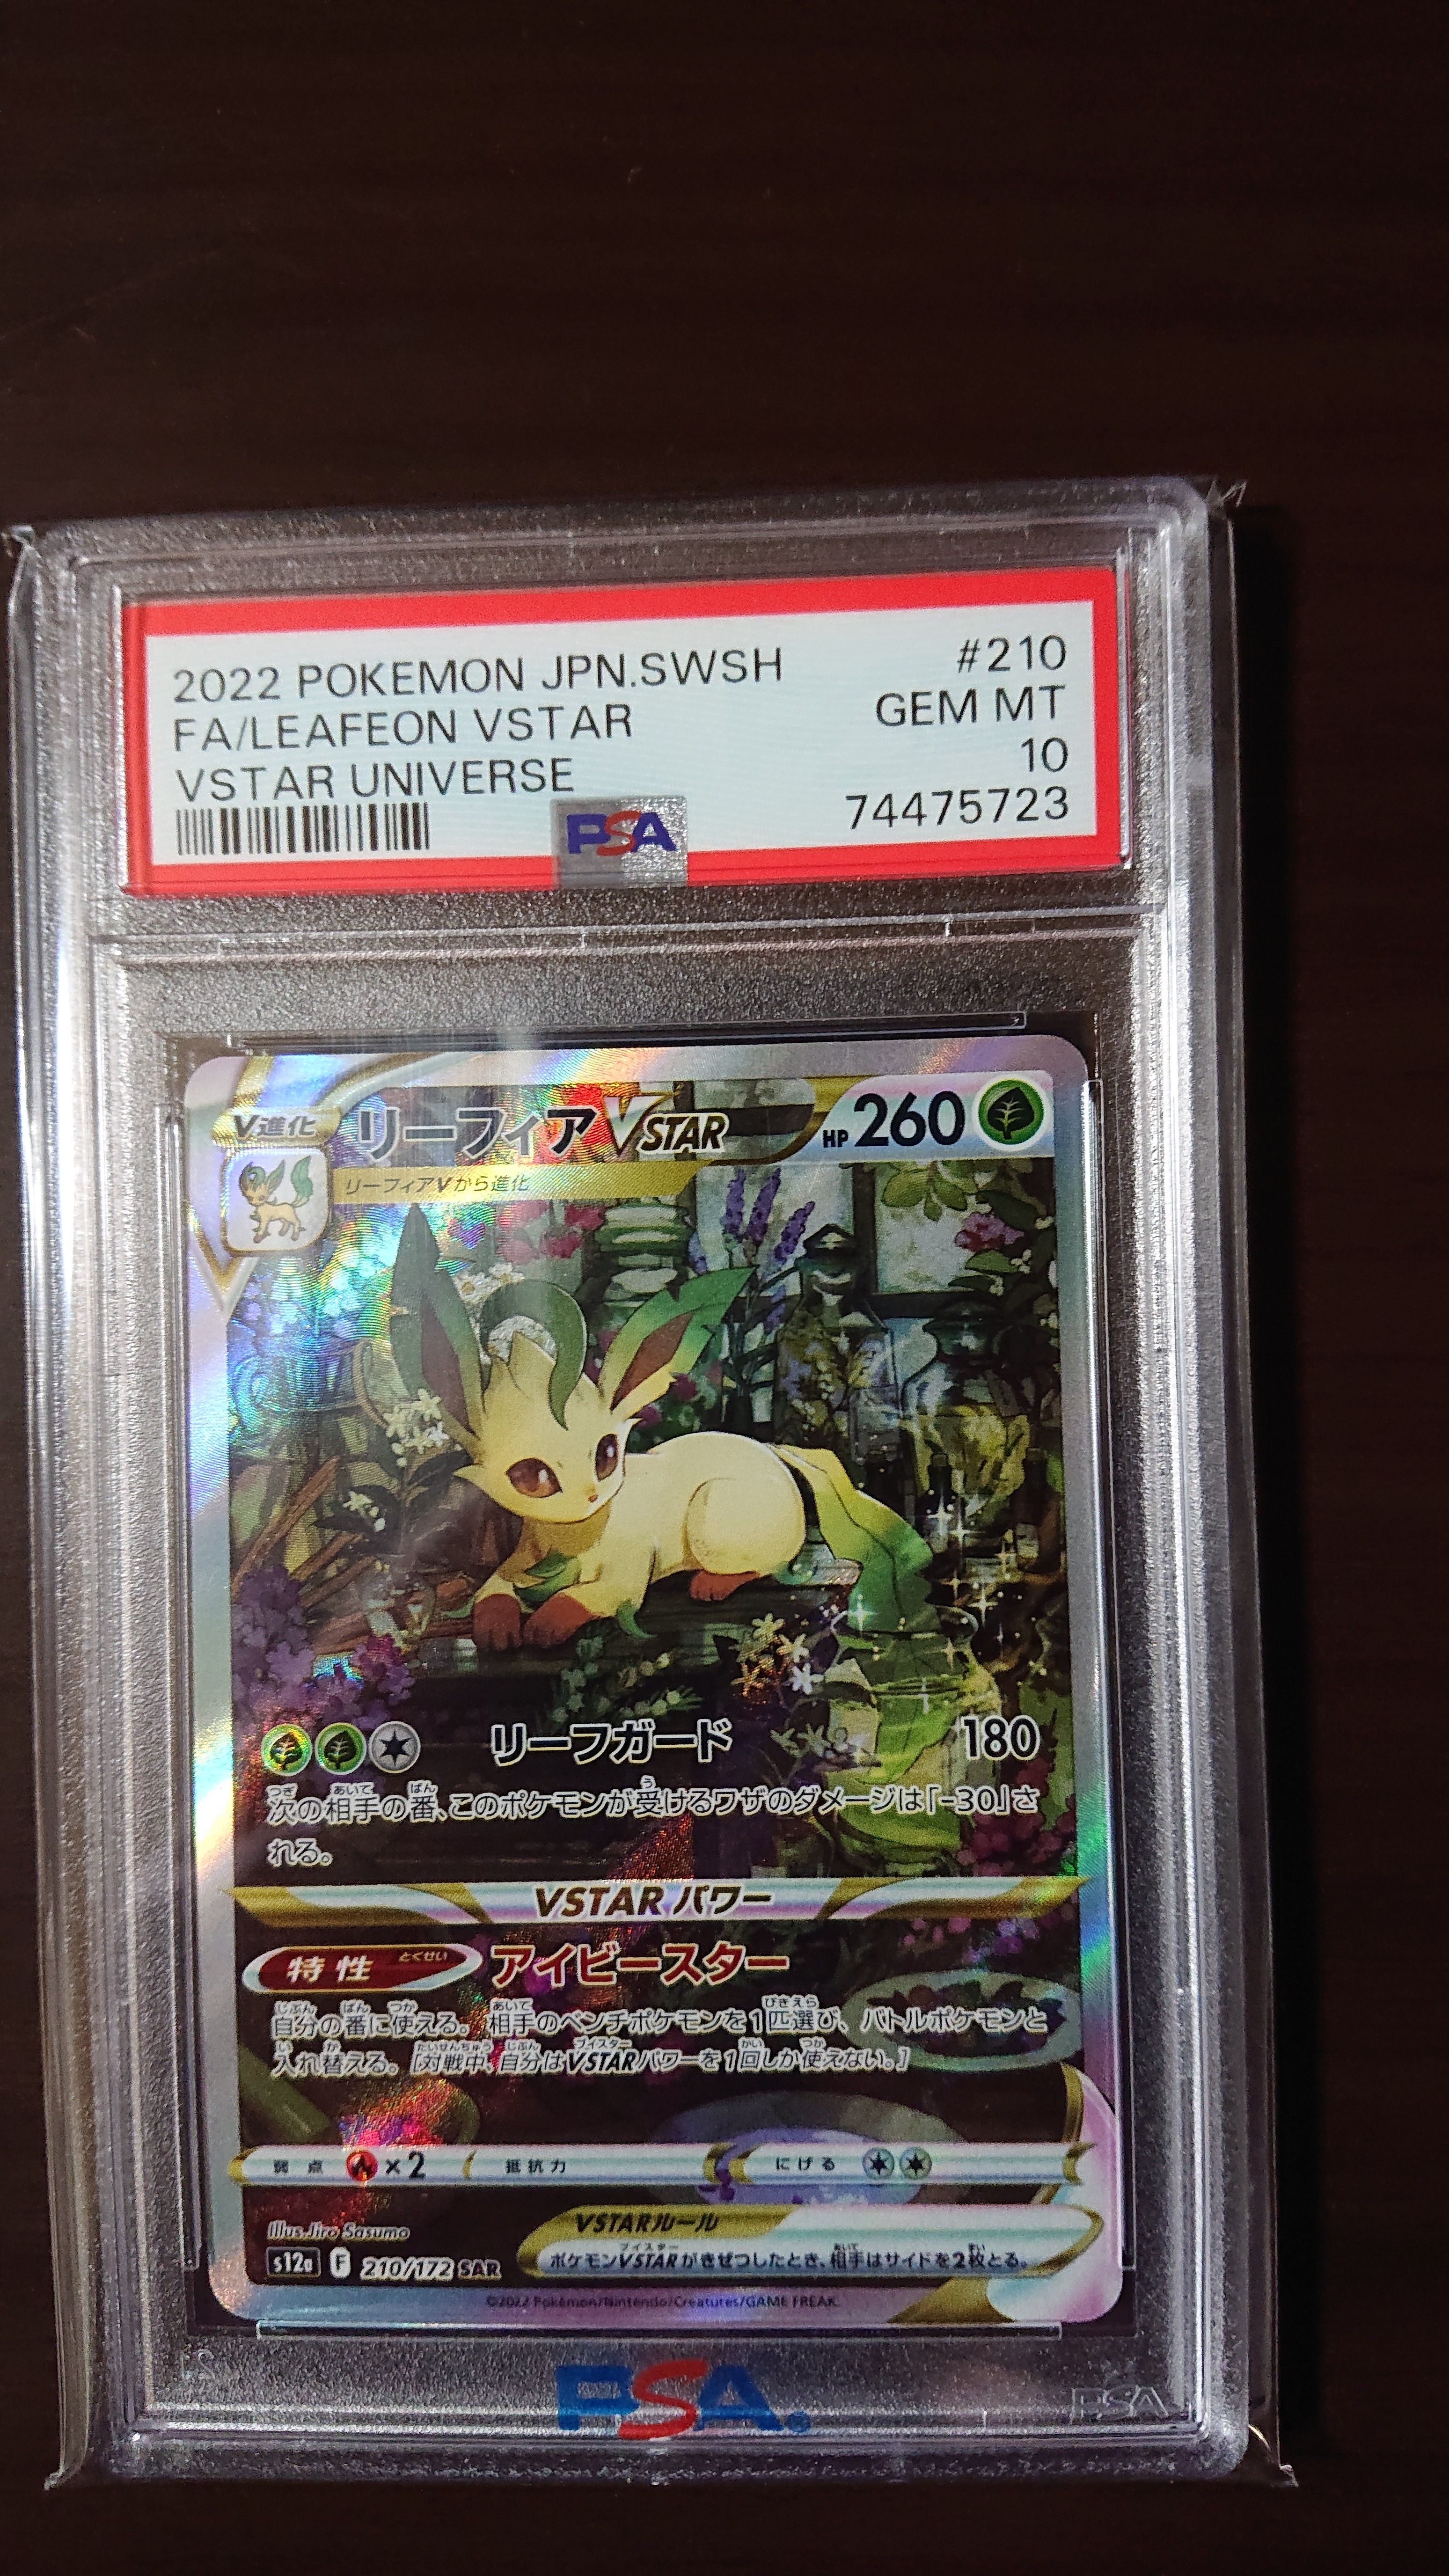 2022 POKEMON JPN.SWSH #210
FA/LEAFEON VSTAR GEM MT
VSTAR UNIVERSE 10
PSA 74475723
V進化 リーフィアVSTAR HP 260
リーフィアVから進化
リーフガード 180
次の相手の番、このポケモンが受けるワザのダメージは「-30」さ
れる。
VSTARパワー
特性 とくせい アイビースター
自分の番に使える。相手のベンチポケモンを1匹選び、バトルポケモンと
入れ替える。[対戦中、自分はVSTARパワーを1回しか使えない。]
弱点 ×2 抵抗力 にげる
Illus. Jiro Sasumo
VSTARルール
s12a F 210/172 SAR ポケモンVSTARがきぜつしたとき、相手はサイドを2枚とる。
©2022 Pokémon/Nintendo/Creatures/GAME FREAK.
PSA®
PSA